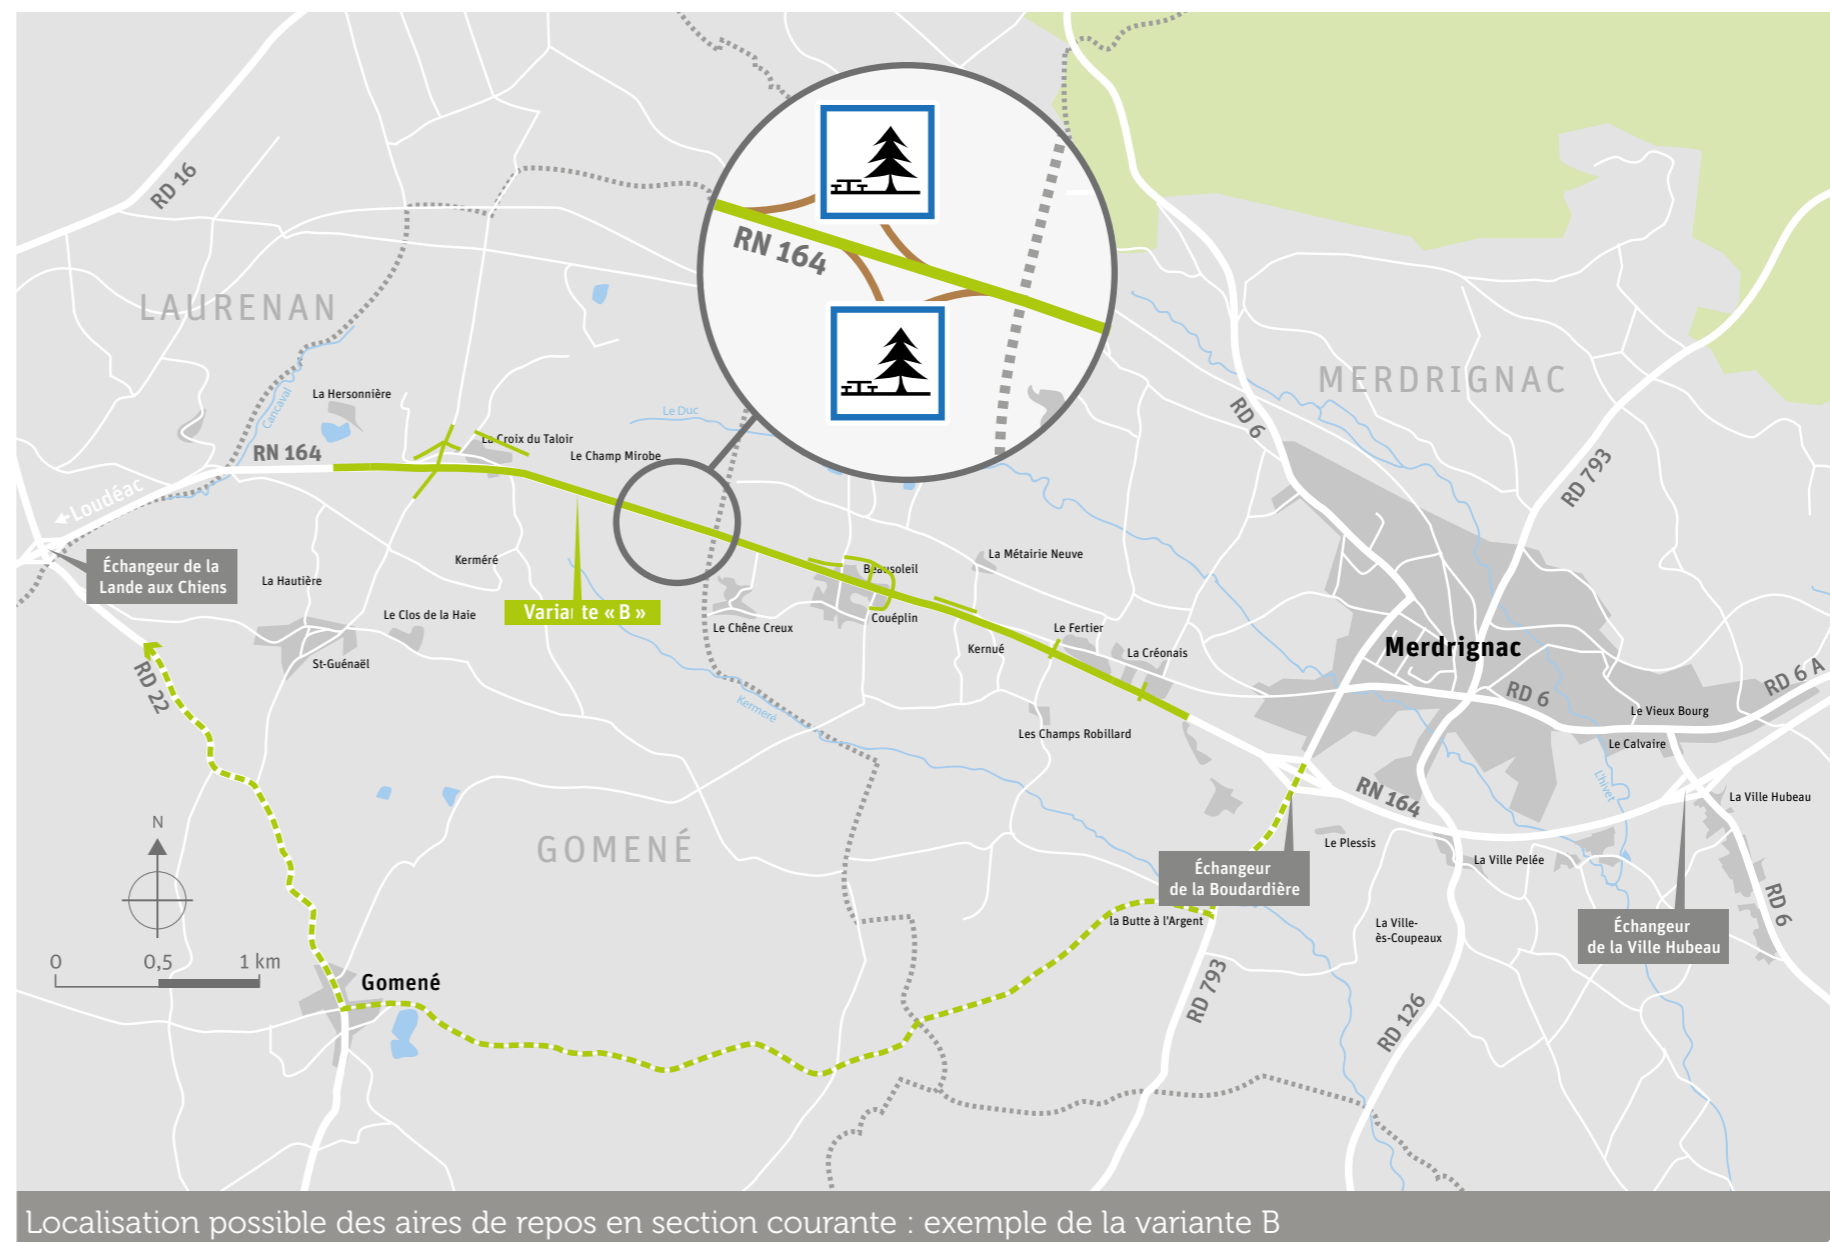 RD 16
RN 164
LAURENAN
MERDRIGNAC
La Hersonnière
Cancaval
Le Duc
RD 6
La Croix du Taloir
Le Champ Mirobe
RN 164
RD 793
←Loudéac
Échangeur de la
Lande aux Chiens
Kerméré
La Hautière
Le Clos de la Haie
St-Guénaël
Variante « B »
Beausoleil
La Métairie Neuve
Le Chêne Creux
Couéplin
Kernué
Le Fertier
La Créonais
Merdrignac
RD 22
Kermeré
Les Champs Robillard
RD 6
RD 6 A
Le Vieux Bourg
Le Calvaire
L'hivet
La Ville Hubeau
RN 164
Le Plessis
La Ville Pelée
N
GOMENÉ
Échangeur
de la Boudardière
la Butte à l'Argent
La Ville-
ès-Coupeaux
Échangeur
de la Ville Hubeau
RD 6
0 0,5 1 km
Gomené
RD 793
RD 126
Localisation possible des aires de repos en section courante : exemple de la variante B